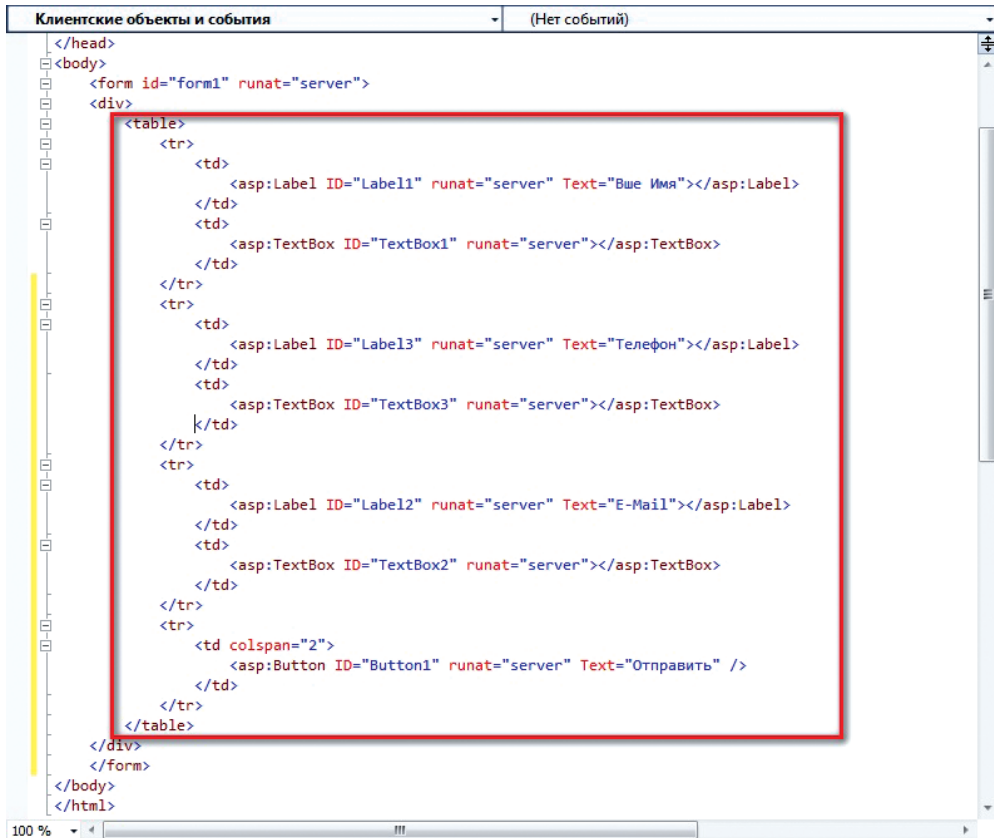 Клиентские объекты и события (Нет событий)
</head>
<body>
<form id="form1" runat="server">
<div>
<table>
<tr>
<td>
<asp:Label ID="Label1" runat="server" Text="Вше Имя"></asp:Label>
</td>
<td>
<asp:TextBox ID="TextBox1" runat="server"></asp:TextBox>
</td>
</tr>
<tr>
<td>
<asp:Label ID="Label3" runat="server" Text="Телефон"></asp:Label>
</td>
<td>
<asp:TextBox ID="TextBox3" runat="server"></asp:TextBox>
</td>
</tr>
<tr>
<td>
<asp:Label ID="Label2" runat="server" Text="E-Mail"></asp:Label>
</td>
<td>
<asp:TextBox ID="TextBox2" runat="server"></asp:TextBox>
</td>
</tr>
<tr>
<td colspan="2">
<asp:Button ID="Button1" runat="server" Text="Отправить" />
</td>
</tr>
</table>
</div>
</form>
</body>
</html>
100 %